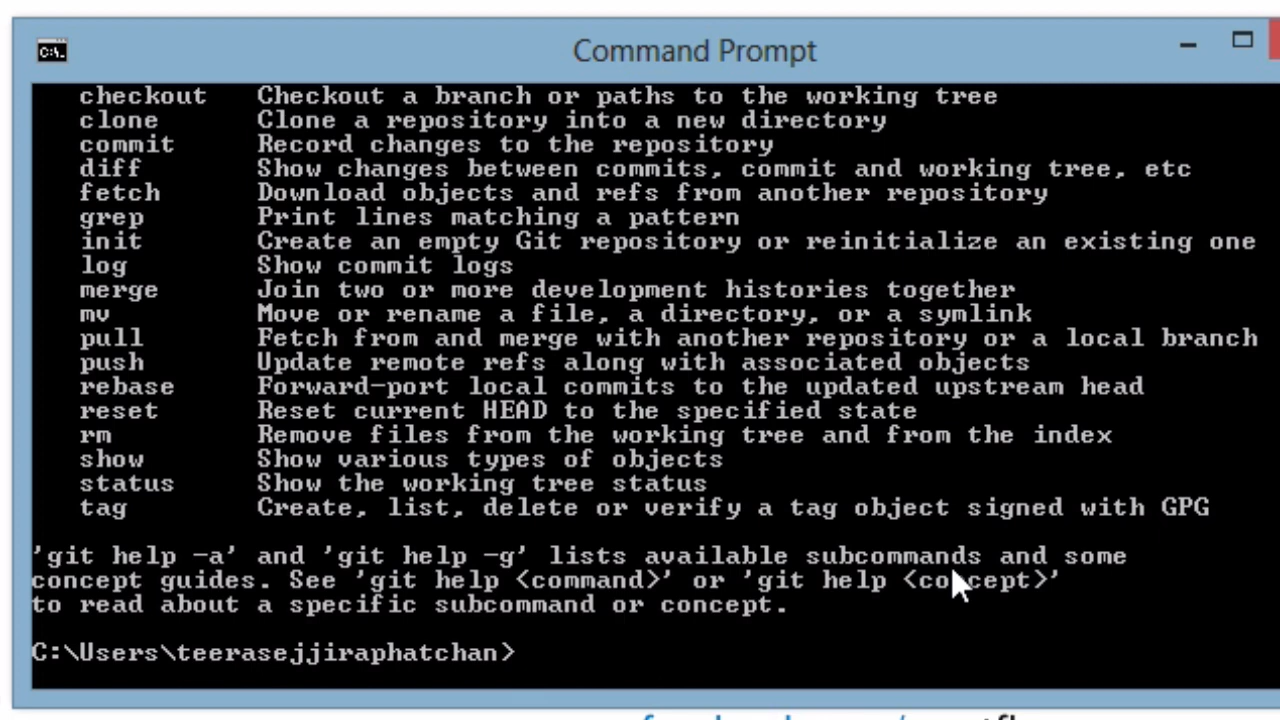 Command Prompt
checkout Checkout a branch or paths to the working tree
clone Clone a repository into a new directory
commit Record changes to the repository
diff Show changes between commits, commit and working tree, etc
fetch Download objects and refs from another repository
grep Print lines matching a pattern
init Create an empty Git repository or reinitialize an existing one
log Show commit logs
merge Join two or more development histories together
mv Move or rename a file, a directory, or a symlink
pull Fetch from and merge with another repository or a local branch
push Update remote refs along with associated objects
rebase Forward-port local commits to the updated upstream head
reset Reset current HEAD to the specified state
rm Remove files from the working tree and from the index
show Show various types of objects
status Show the working tree status
tag Create, list, delete or verify a tag object signed with GPG
'git help -a' and 'git help -g' lists available subcommands and some
concept guides. See 'git help <command>' or 'git help <concept>'
to read about a specific subcommand or concept.
C:\Users\teerasejjiraphatchan>